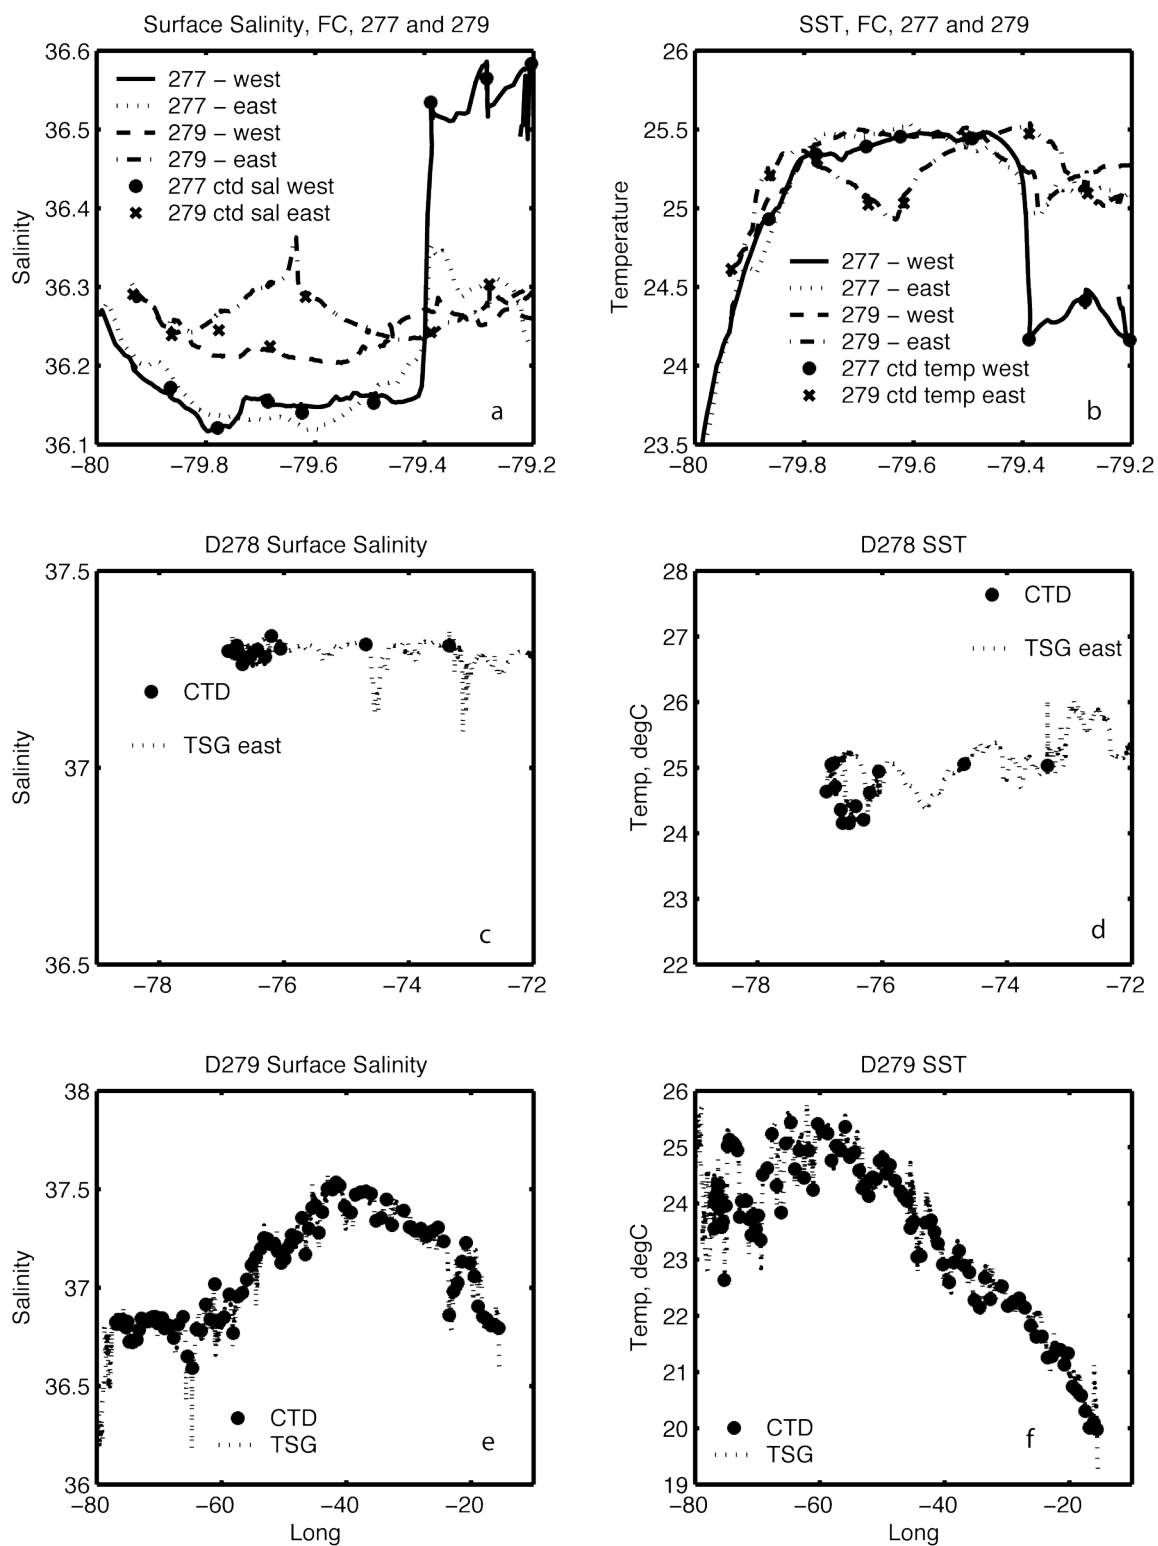 Surface Salinity, FC, 277 and 279
36.6
36.5
36.4
36.3
36.2
36.1
Salinity
277 – west
277 – east
279 – west
279 – east
277 ctd sal west
279 ctd sal east
a
−80
−79.8
−79.6
−79.4
−79.2
SST, FC, 277 and 279
26
25.5
25
24.5
24
23.5
Temperature
277 – west
277 – east
279 – west
279 – east
277 ctd temp west
279 ctd temp east
b
−80
−79.8
−79.6
−79.4
−79.2
D278 Surface Salinity
37.5
37
36.5
Salinity
CTD
TSG east
c
−78
−76
−74
−72
D278 SST
28
27
26
25
24
23
22
Temp, degC
CTD
TSG east
d
−78
−76
−74
−72
D279 Surface Salinity
38
37.5
37
36.5
36
Salinity
CTD
TSG
e
−80
−60
−40
−20
Long
D279 SST
26
25
24
23
22
21
20
19
Temp, degC
CTD
TSG
f
−80
−60
−40
−20
Long